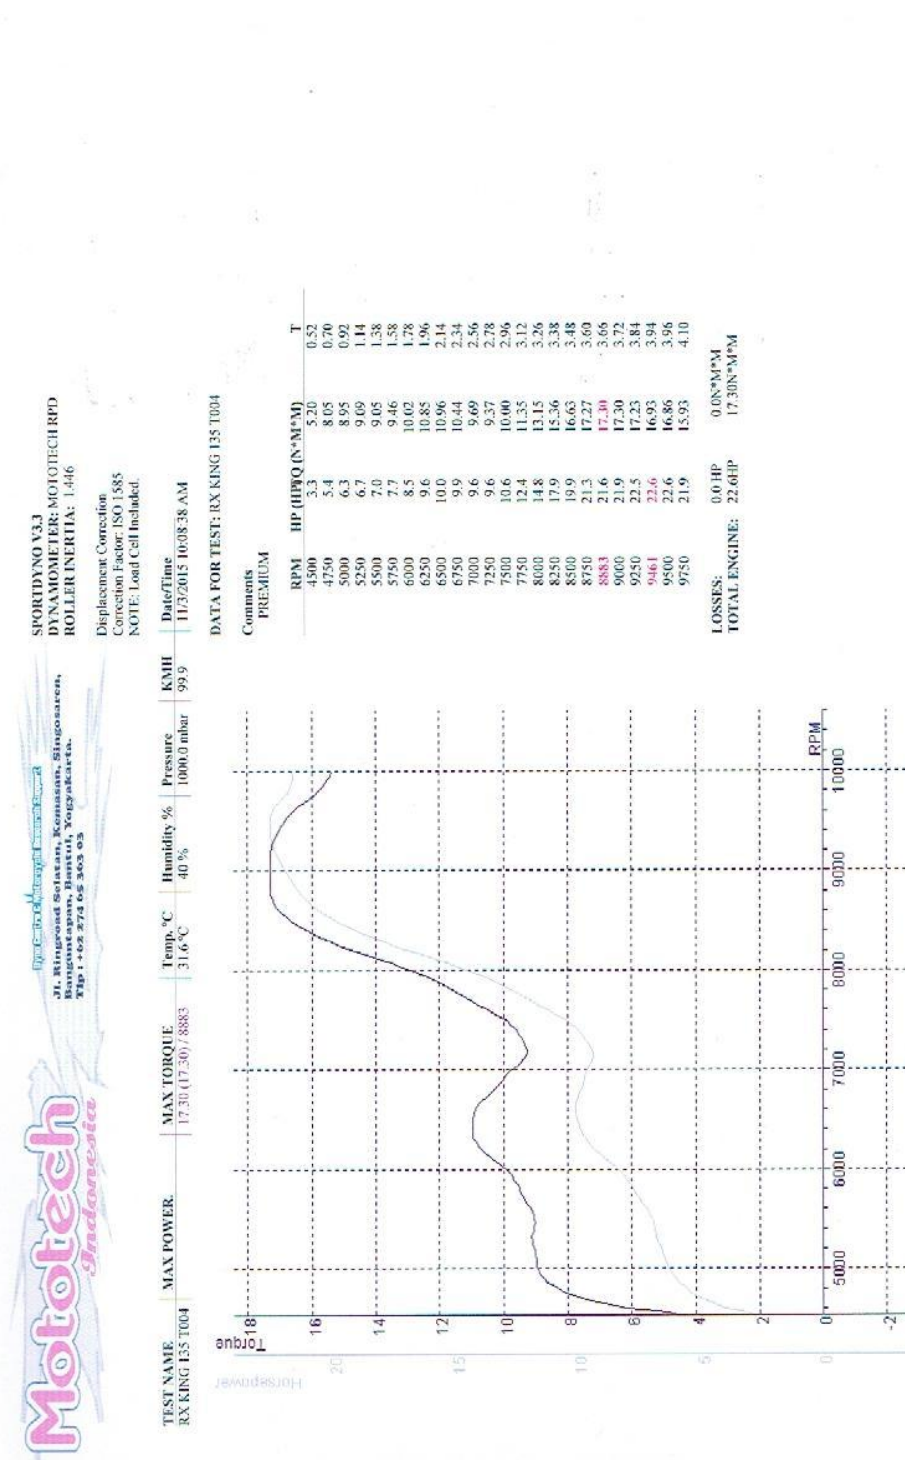 Mototech
Indonesia
Jl. Ringroad Selatan, Kemasan, Singosaren,
Banguntapan, Bantul, Yogyakarta.
Tlp : +62 274 65 363 03
SPORTDYNO V3.3
DYNAMOMETER: MOTOTECH RPD
ROLLER INERTIA: 1.446
Displacement Correction
Correction Factor: ISO 1585
NOTE: Load Cell Included.
TEST NAME MAX POWER. MAX TORQUE Temp. °C Humidity % Pressure KMH Date/Time
RX KING 135 T004 17.30 (17.30) / 8883 31.6 °C 40 % 1000.0 mbar 99.9 11/3/2015 10:08:38 AM
DATA FOR TEST: RX KING 135 T004
Comments
PREMIUM
RPM HP (HP) TQ (N*M*M) T
4500 3.3 5.20 0.52
4750 5.4 8.05 0.70
5000 6.3 8.95 0.92
5250 6.7 9.09 1.14
5500 7.0 9.05 1.38
5750 7.7 9.46 1.58
6000 8.5 10.02 1.78
6250 9.6 10.85 1.96
6500 10.0 10.96 2.14
6750 9.9 10.44 2.34
7000 9.6 9.69 2.56
7250 9.6 9.37 2.78
7500 10.6 10.00 2.96
7750 12.4 11.35 3.12
8000 14.8 13.15 3.26
8250 17.9 15.36 3.38
8500 19.9 16.63 3.48
8750 21.3 17.27 3.60
8883 21.6 17.30 3.66
9000 21.9 17.30 3.72
9250 22.5 17.23 3.84
9461 22.6 16.93 3.94
9500 22.6 16.86 3.96
9750 21.9 15.93 4.10
LOSSES: 0.0 HP 0.0N*M*M
TOTAL ENGINE: 22.6HP 17.30N*M*M
Horsepower
20
15
10
5
0
Torque
18
16
14
12
10
8
6
4
2
0
-2
5000 6000 7000 8000 9000 10000
RPM